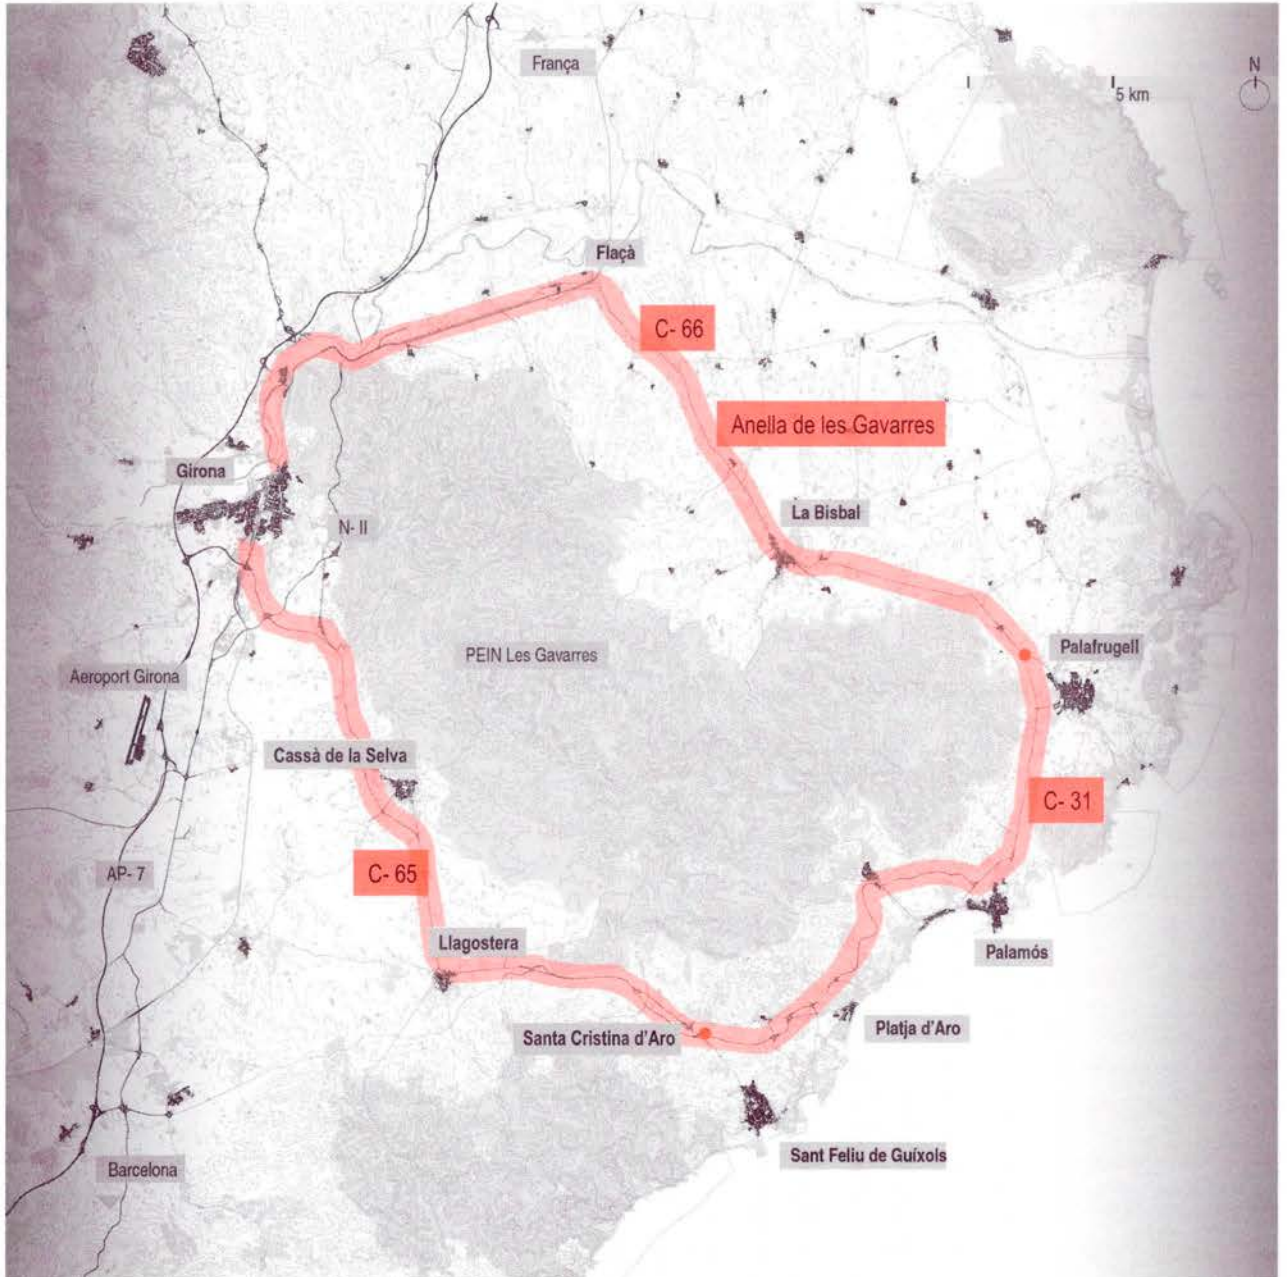 França
N
5 km
Flaçà
C- 66
Anella de les Gavarres
Girona
La Bisbal
N- II
PEIN Les Gavarres
Palafrugell
Aeroport Girona
Cassà de la Selva
C- 31
C- 65
AP- 7
Llagostera
Palamós
Platja d'Aro
Santa Cristina d'Aro
Sant Feliu de Guíxols
Barcelona